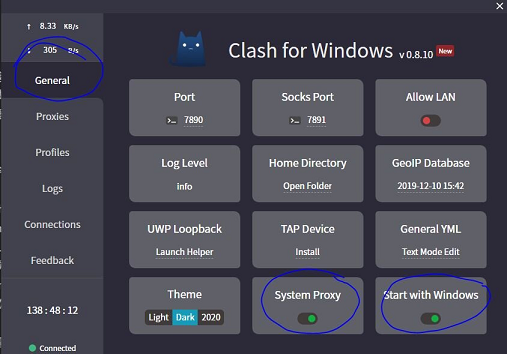 ↑ 8.33 KB/s
↓ 305 B/s
General
Proxies
Profiles
Logs
Connections
Feedback
138 : 48 : 12
Connected
Clash for Windows v 0.8.10 New
Port
7890
Socks Port
7891
Allow LAN
Log Level
info
Home Directory
Open Folder
GeoIP Database
2019-12-10 15:42
UWP Loopback
Launch Helper
TAP Device
Install
General YML
Text Mode Edit
Theme
Light Dark 2020
System Proxy
Start with Windows